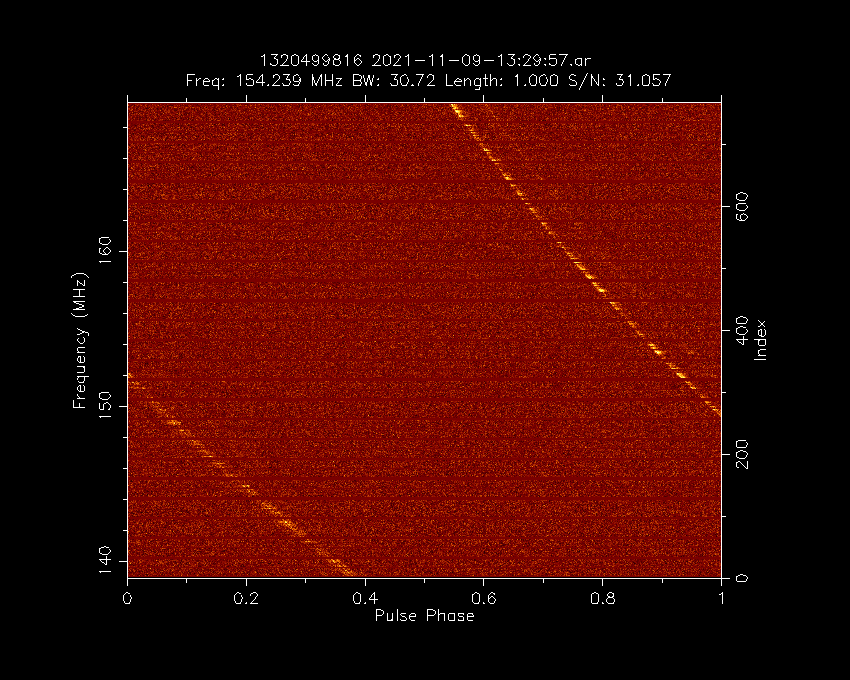 1320499816 2021-11-09-13:29:57.ar
Freq: 154.239 MHz BW: 30.72 Length: 1.000 S/N: 31.057
Frequency (MHz)
160
150
140
600
400
200
0
Index
0 0.2 0.4 0.6 0.8 1
Pulse Phase